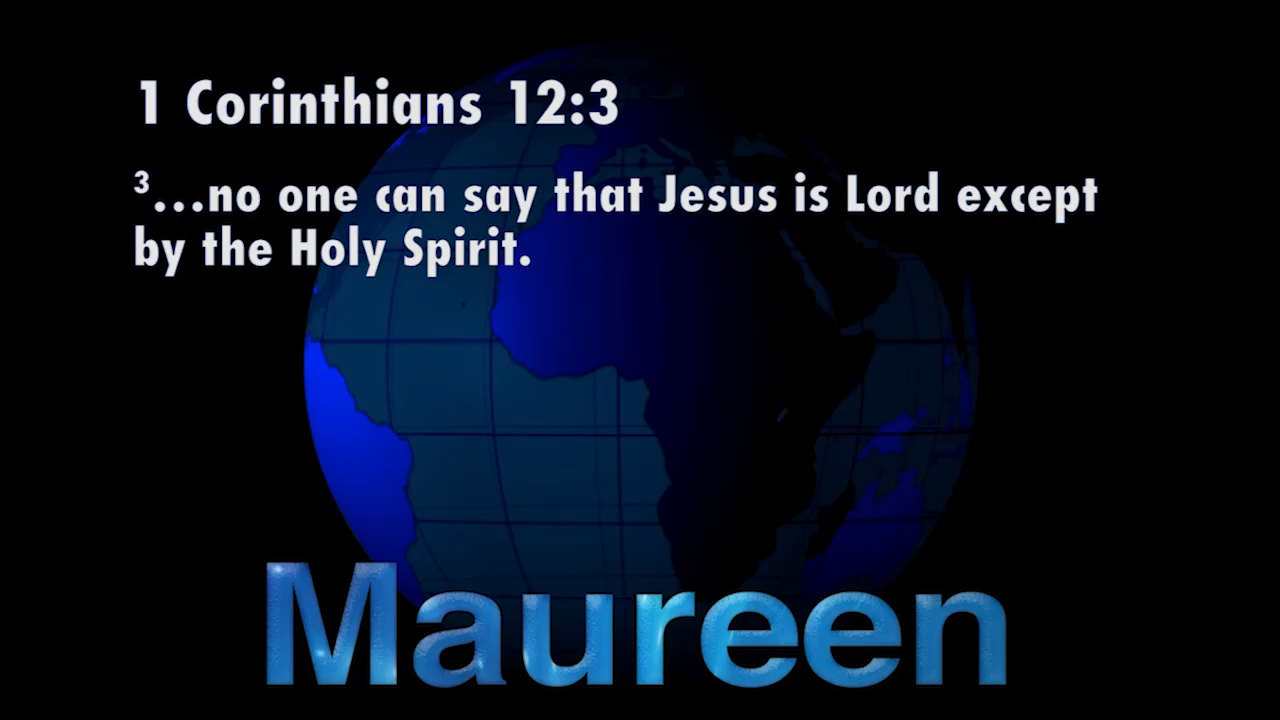 1 Corinthians 12:3
³...no one can say that Jesus is Lord except
by the Holy Spirit.
Maureen